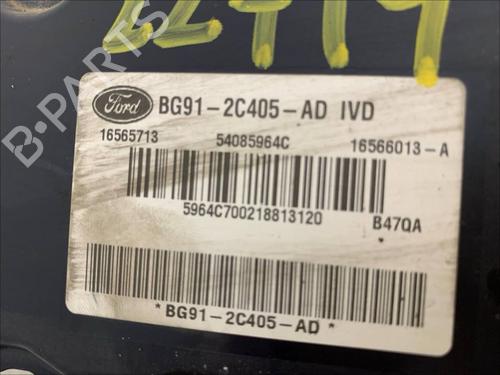 Ford BG91-2C405-AD IVD
16565713 54085964C 16566013-A
5964C700218813120 B47QA
*BG91-2C405-AD*
B-PARTS